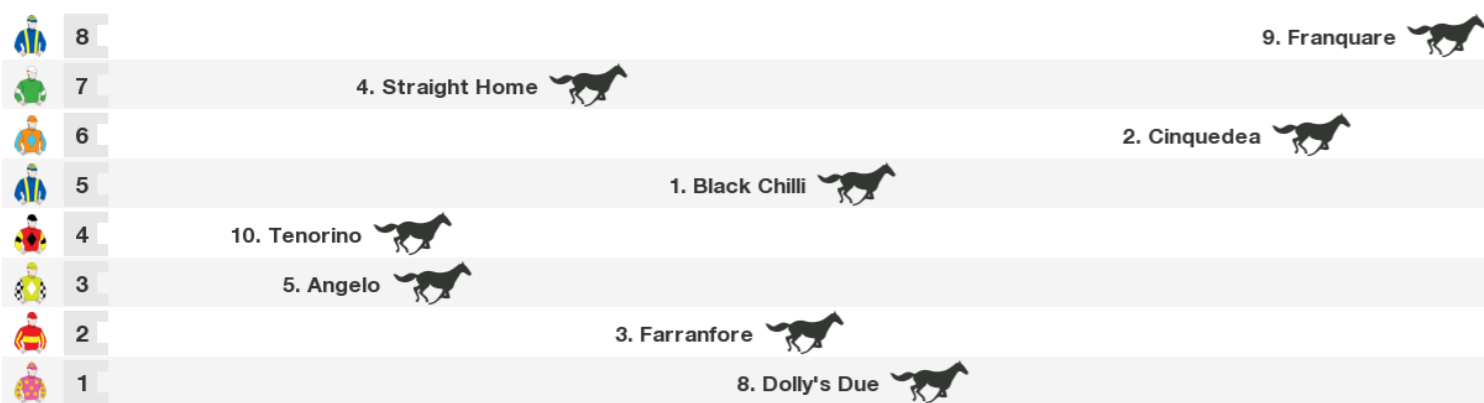 8 9. Franquare
7 4. Straight Home
6 2. Cinquedea
5 1. Black Chilli
4 10. Tenorino
3 5. Angelo
2 3. Farranfore
1 8. Dolly's Due